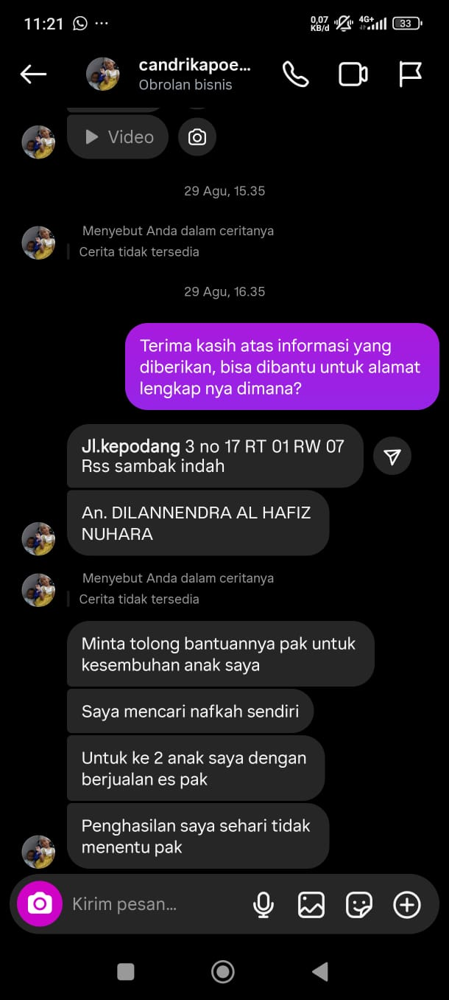 11:21
0,07
KB/d
4G+
33
candrikapoe...
Obrolan bisnis
Video
29 Agu, 15.35
Menyebut Anda dalam ceritanya
Cerita tidak tersedia
29 Agu, 16.35
Terima kasih atas informasi yang
diberikan, bisa dibantu untuk alamat
lengkap nya dimana?
Jl.kepodang 3 no 17 RT 01 RW 07
Rss sambak indah
An. DILANNENDRA AL HAFIZ
NUHARA
Menyebut Anda dalam ceritanya
Cerita tidak tersedia
Minta tolong bantuannya pak untuk
kesembuhan anak saya
Saya mencari nafkah sendiri
Untuk ke 2 anak saya dengan
berjualan es pak
Penghasilan saya sehari tidak
menentu pak
Kirim pesan...